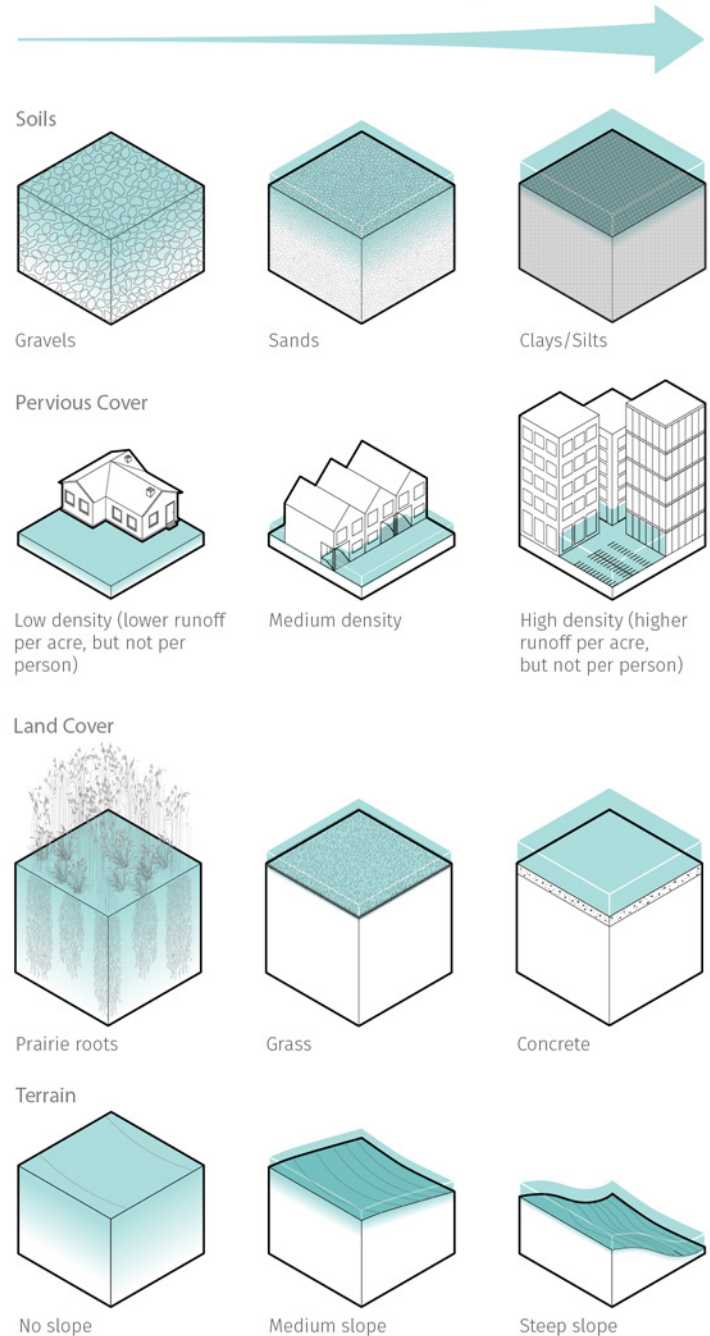 Soils
Gravels
Sands
Clays/Silts
Pervious Cover
Low density (lower runoff
per acre, but not per
person)
Medium density
High density (higher
runoff per acre,
but not per person)
Land Cover
Prairie roots
Grass
Concrete
Terrain
No slope
Medium slope
Steep slope